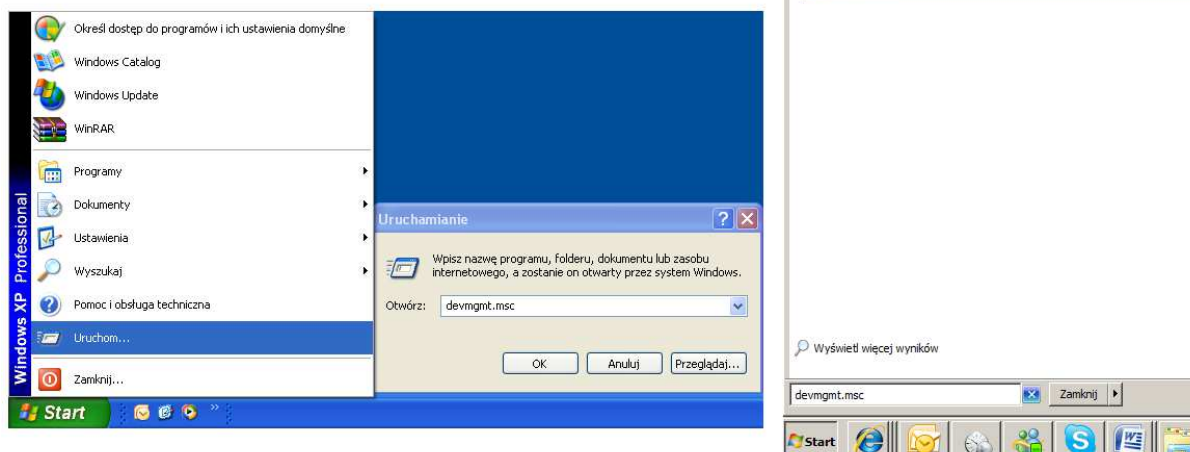 Określ dostęp do programów i ich ustawienia domyślne
Windows Catalog
Windows Update
WinRAR
Programy
Dokumenty
Ustawienia
Wyszukaj
Pomoc i obsługa techniczna
Uruchom...
Zamknij...
Windows XP Professional
Start
Uruchamianie
Wpisz nazwę programu, folderu, dokumentu lub zasobu
internetowego, a zostanie on otwarty przez system Windows.
Otwórz: devmgmt.msc
OK Anuluj Przeglądaj...
Wyświetl więcej wyników
devmgmt.msc Zamknij
Start